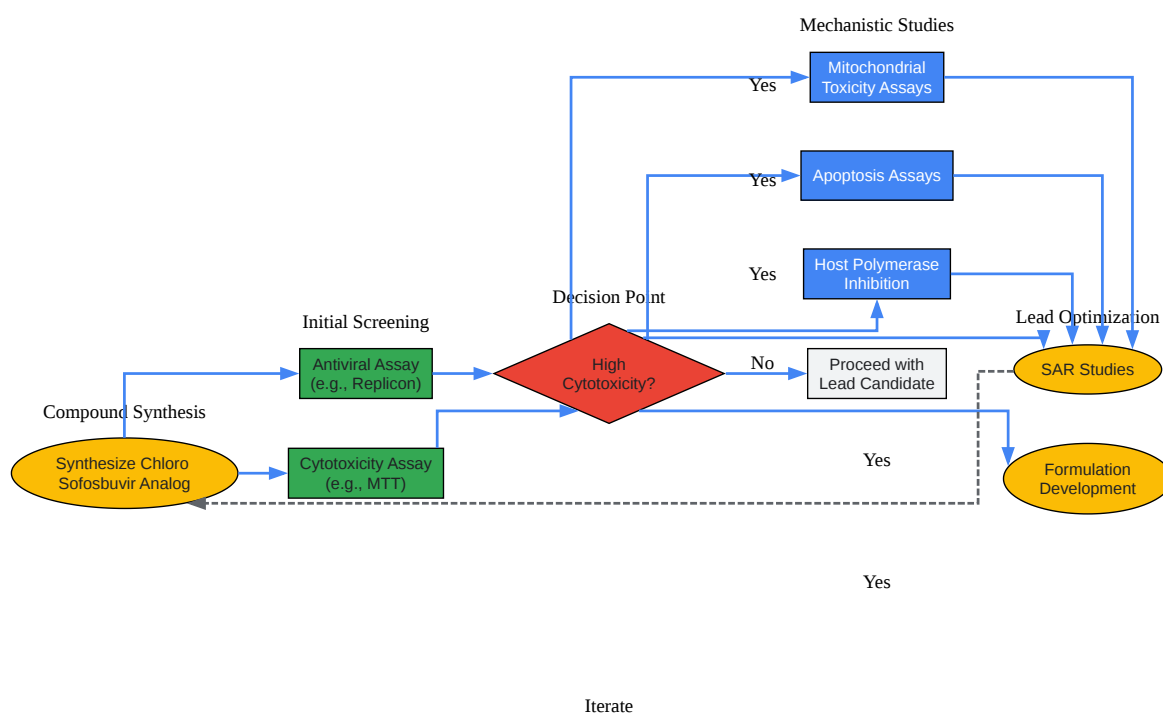 Mechanistic Studies
Mitochondrial
Toxicity Assays
Yes
Apoptosis Assays
Yes
Host Polymerase
Inhibition
Yes
Decision Point
Lead Optimization
Initial Screening
Antiviral Assay
(e.g., Replicon)
High
Cytotoxicity?
No
Proceed with
Lead Candidate
SAR Studies
Compound Synthesis
Synthesize Chloro
Sofosbuvir Analog
Cytotoxicity Assay
(e.g., MTT)
Yes
Formulation
Development
Yes
Iterate